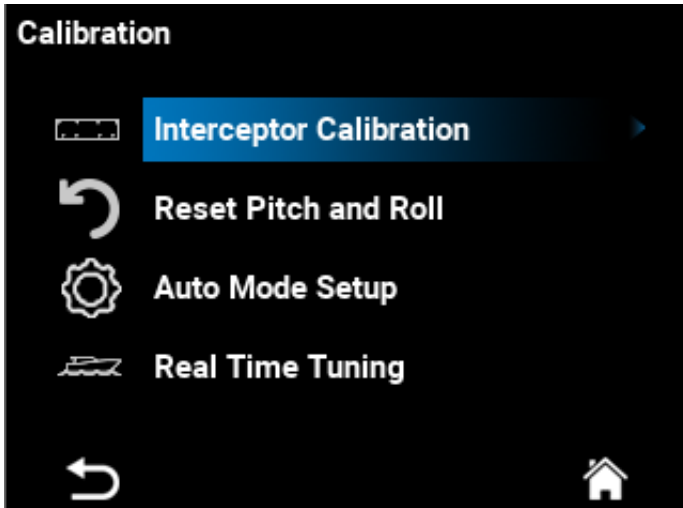 Calibration
Interceptor Calibration
Reset Pitch and Roll
Auto Mode Setup
Real Time Tuning